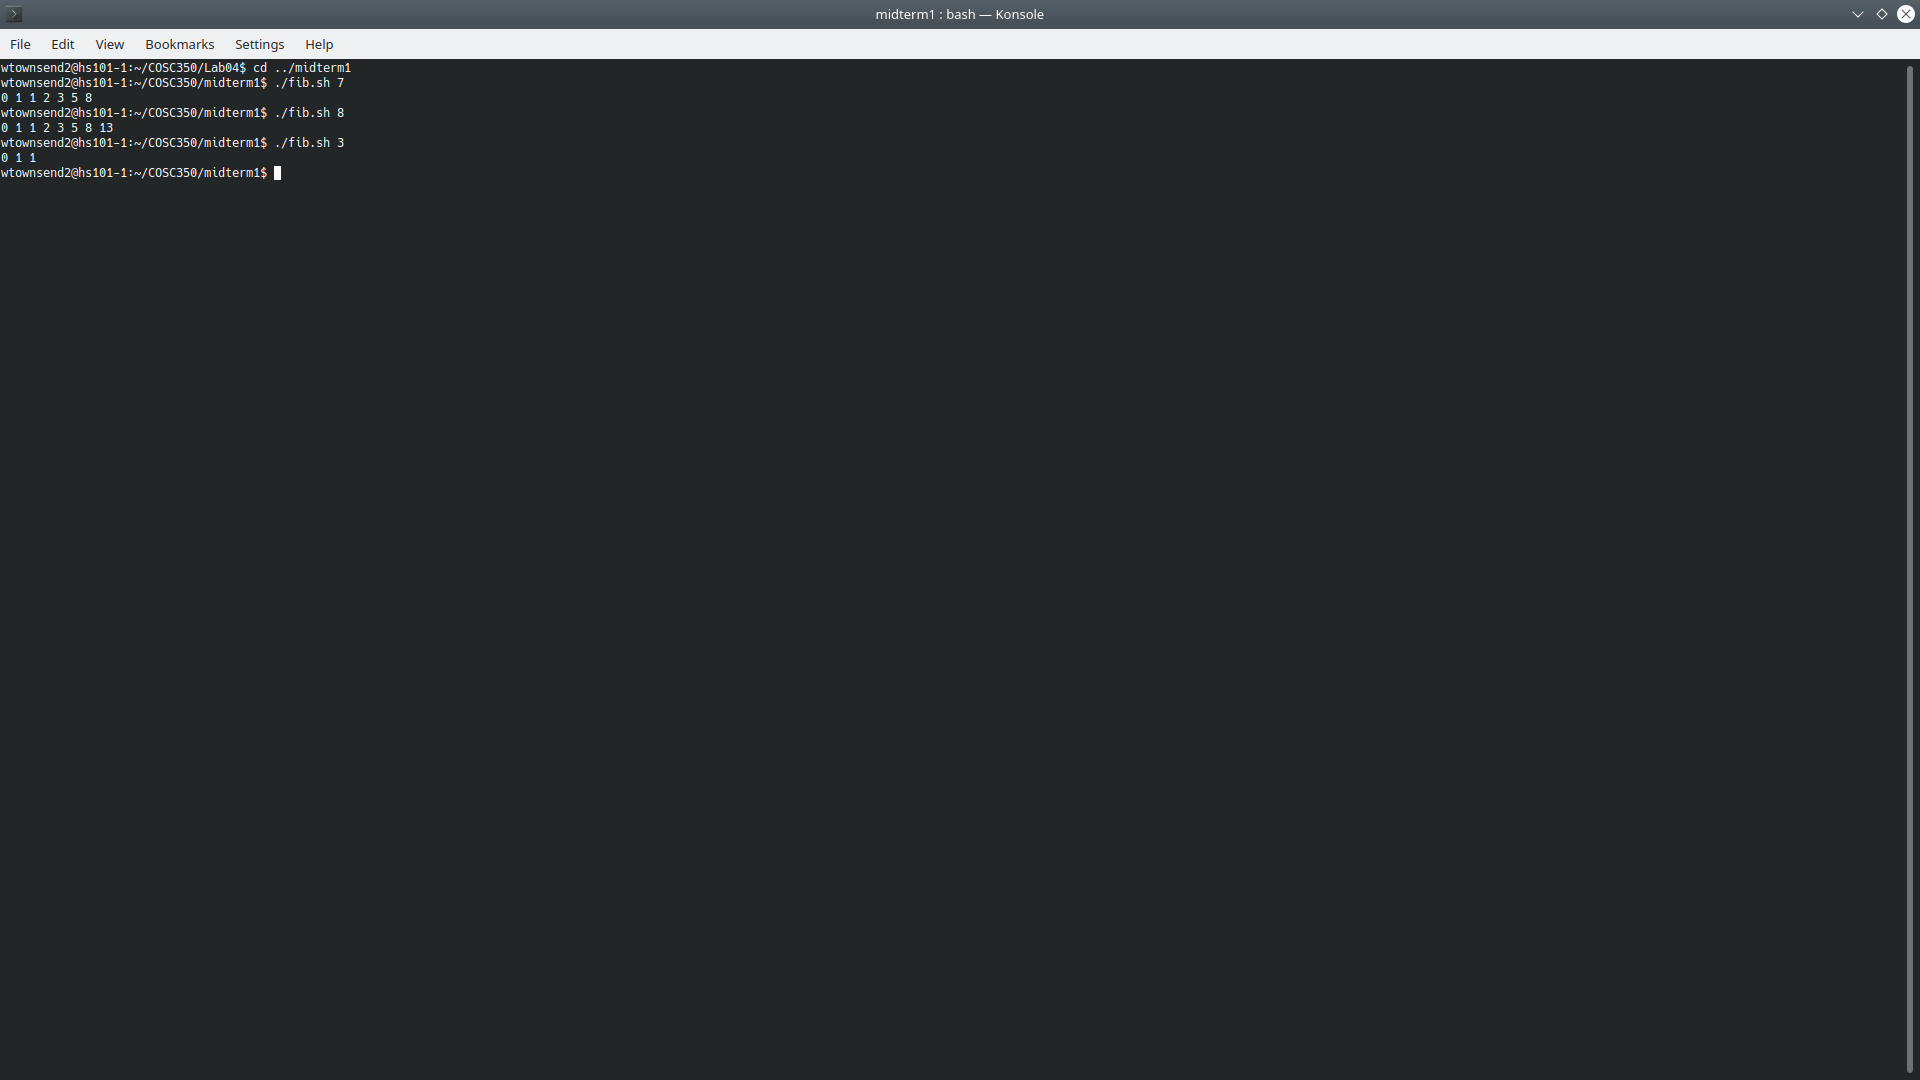 midterm1 : bash — Konsole
File Edit View Bookmarks Settings Help
wtownsend2@hs101-1:~/COSC350/Lab04$ cd ../midterm1
wtownsend2@hs101-1:~/COSC350/midterm1$ ./fib.sh 7
0 1 1 2 3 5 8
wtownsend2@hs101-1:~/COSC350/midterm1$ ./fib.sh 8
0 1 1 2 3 5 8 13
wtownsend2@hs101-1:~/COSC350/midterm1$ ./fib.sh 3
0 1 1
wtownsend2@hs101-1:~/COSC350/midterm1$